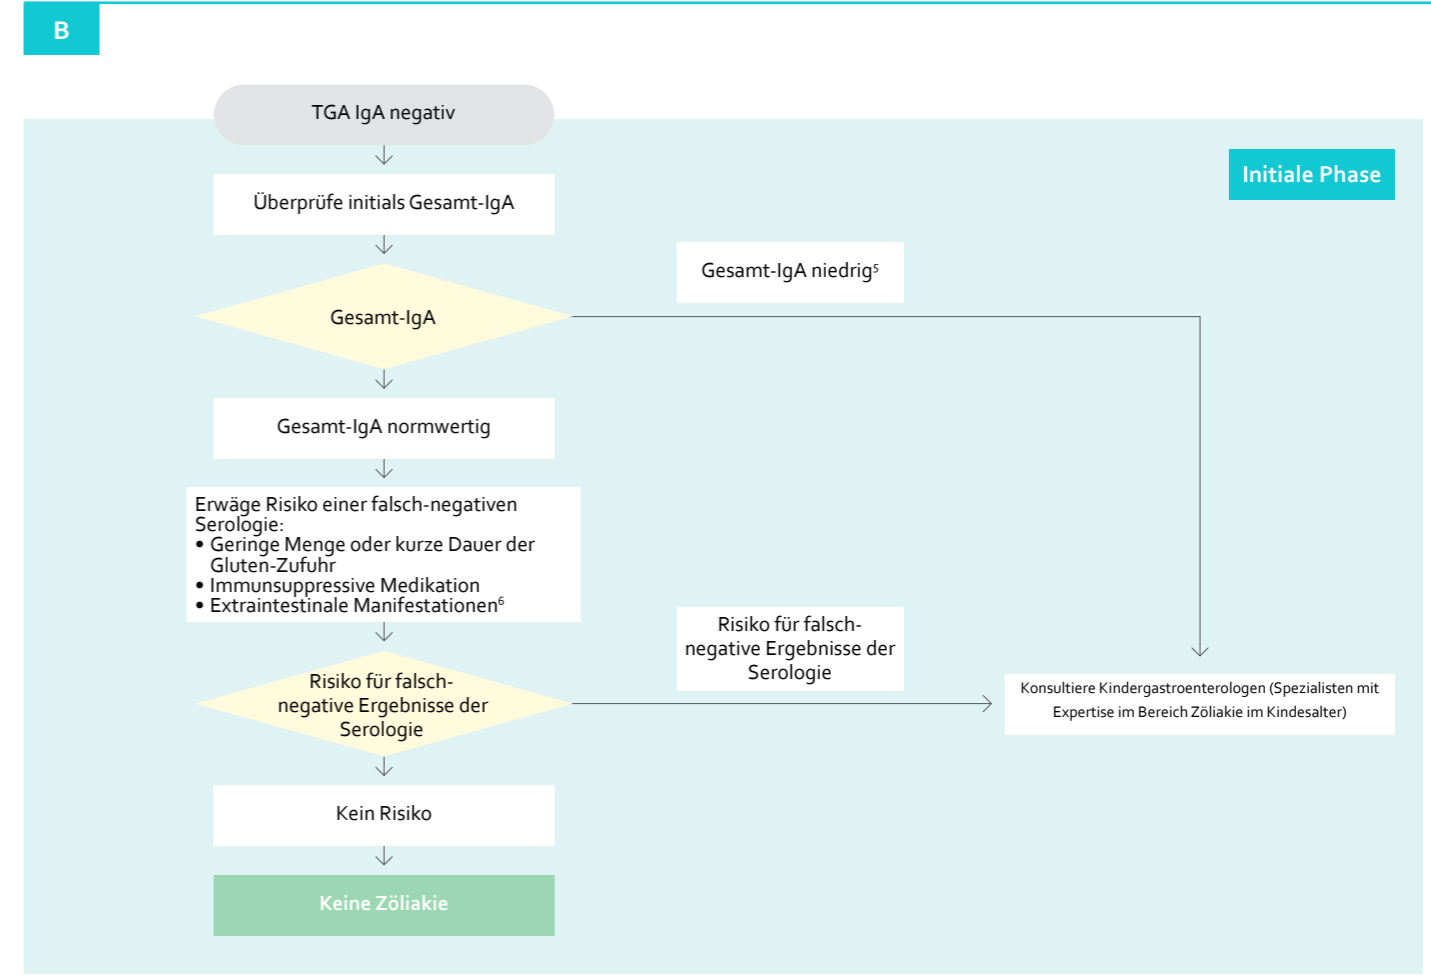 B
TGA IgA negativ
Initiale Phase
Überprüfe initials Gesamt-IgA
Gesamt-IgA niedrig⁵
Gesamt-IgA
Gesamt-IgA normwertig
Erwäge Risiko einer falsch-negativen
Serologie:
• Geringe Menge oder kurze Dauer der
Gluten-Zufuhr
• Immunsuppressive Medikation
• Extraintestinale Manifestationen⁶
Risiko für falsch-
negative Ergebnisse der
Serologie
Risiko für falsch-
negative Ergebnisse der
Serologie
Konsultiere Kindergastroenterologen (Spezialisten mit
Expertise im Bereich Zöliakie im Kindesalter)
Kein Risiko
Keine Zöliakie